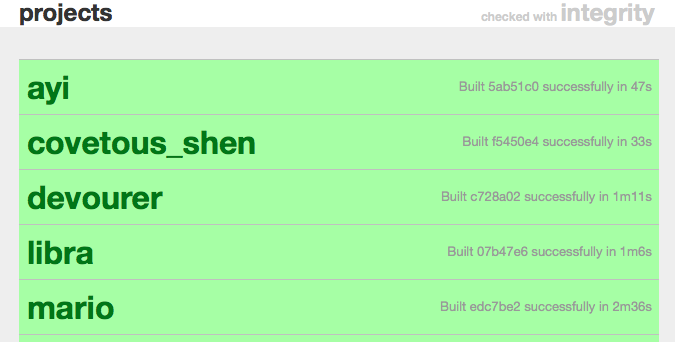 projects checked with integrity
ayi Built 5ab51c0 successfully in 47s
covetous_shen Built f5450e4 successfully in 33s
devourer Built c728a02 successfully in 1m11s
libra Built 07b47e6 successfully in 1m6s
mario Built edc7be2 successfully in 2m36s